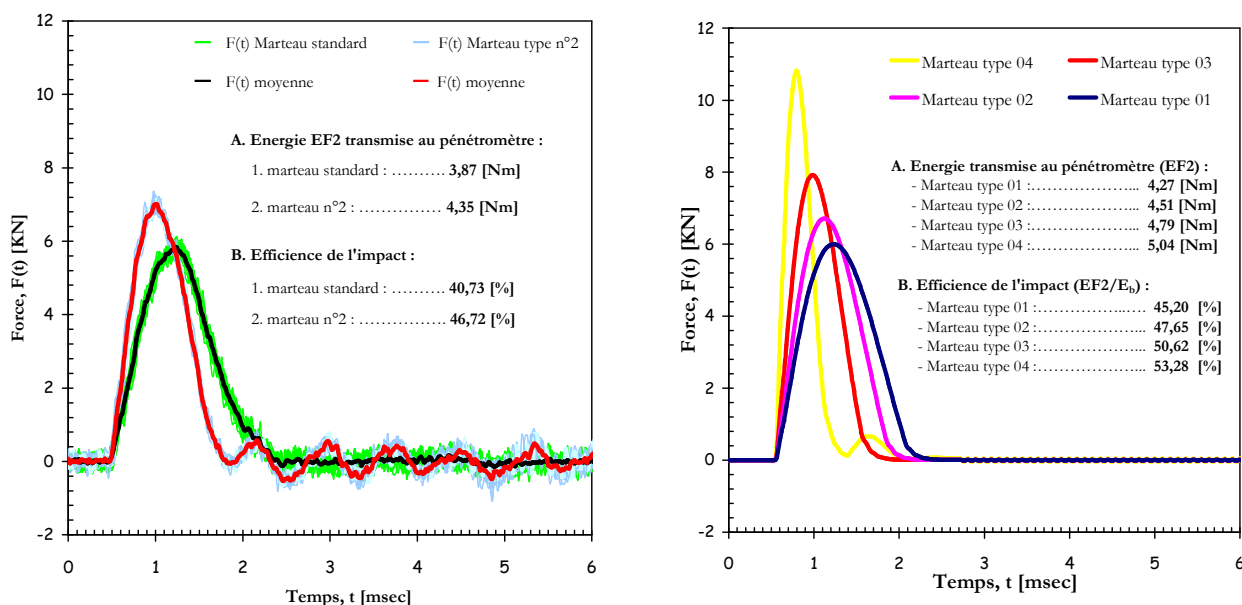 F(t) Marteau standard
F(t) Marteau type n°2
F(t) moyenne
F(t) moyenne
A. Energie EF2 transmise au pénétromètre :
1. marteau standard : ………. 3,87 [Nm]
2. marteau n°2 : …………… 4,35 [Nm]
B. Efficience de l'impact :
1. marteau standard : ………. 40,73 [%]
2. marteau n°2 : …………… 46,72 [%]
12
10
8
6
4
2
0
-2
Force, F(t) [KN]
0 1 2 3 4 5 6
Temps, t [msec]
Marteau type 04
Marteau type 03
Marteau type 02
Marteau type 01
A. Energie transmise au pénétromètre (EF2) :
- Marteau type 01 :………………... 4,27 [Nm]
- Marteau type 02 :………………... 4,51 [Nm]
- Marteau type 03 :………………... 4,79 [Nm]
- Marteau type 04 :………………... 5,04 [Nm]
B. Efficience de l'impact (EF2/Eb) :
- Marteau type 01 :……………..…. 45,20 [%]
- Marteau type 02 :………………... 47,65 [%]
- Marteau type 03 :………………... 50,62 [%]
- Marteau type 04 :………………... 53,28 [%]
12
10
8
6
4
2
0
-2
Force, F(t) [KN]
0 1 2 3 4 5 6
Temps, t [msec]